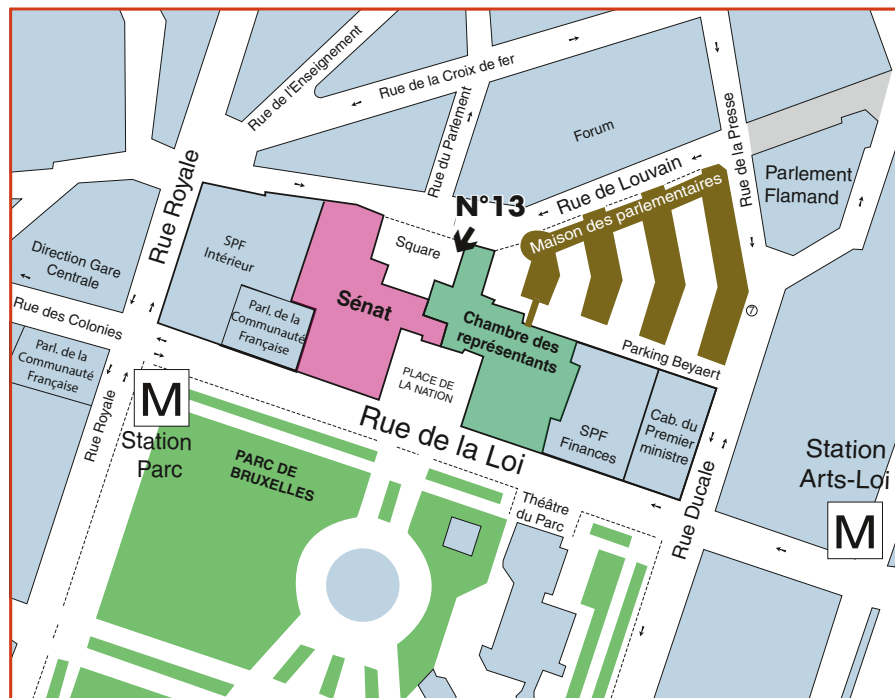 Rue de l'Enseignement
Rue de la Croix de fer
Rue du Parlement
Forum
Rue de la Presse
Rue de Louvain
Parlement
Flamand
Rue Royale
N°13
Maison des parlementaires
Square
SPF
Intérieur
Direction Gare
Centrale
Sénat
Chambre des
représentants
Rue des Colonies
Parl. de la
Communauté
Française
Parl. de la
Communauté
Française
Parking Beyaert
PLACE DE
LA NATION
M
Station
Parc
Rue Royale
Rue de la Loi
SPF
Finances
Cab. du
Premier
ministre
Station
Arts-Loi
M
PARC DE
BRUXELLES
Théâtre
du Parc
Rue Ducale